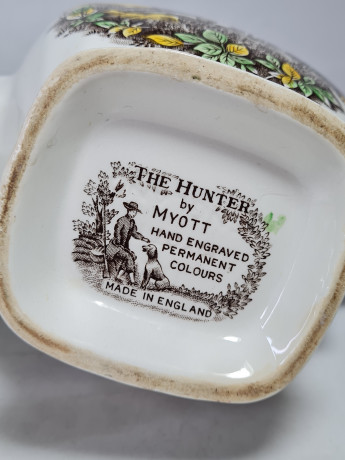 THE HUNTER
by
MYOTT
HAND ENGRAVED
PERMANENT
COLOURS
MADE IN ENGLAND